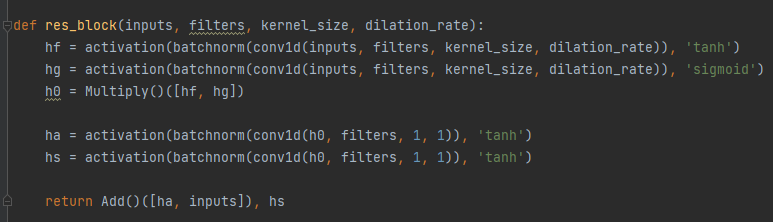 def res_block(inputs, filters, kernel_size, dilation_rate):
    hf = activation(batchnorm(conv1d(inputs, filters, kernel_size, dilation_rate)), 'tanh')
    hg = activation(batchnorm(conv1d(inputs, filters, kernel_size, dilation_rate)), 'sigmoid')
    h0 = Multiply()([hf, hg])

    ha = activation(batchnorm(conv1d(h0, filters, 1, 1)), 'tanh')
    hs = activation(batchnorm(conv1d(h0, filters, 1, 1)), 'tanh')

    return Add()([ha, inputs]), hs